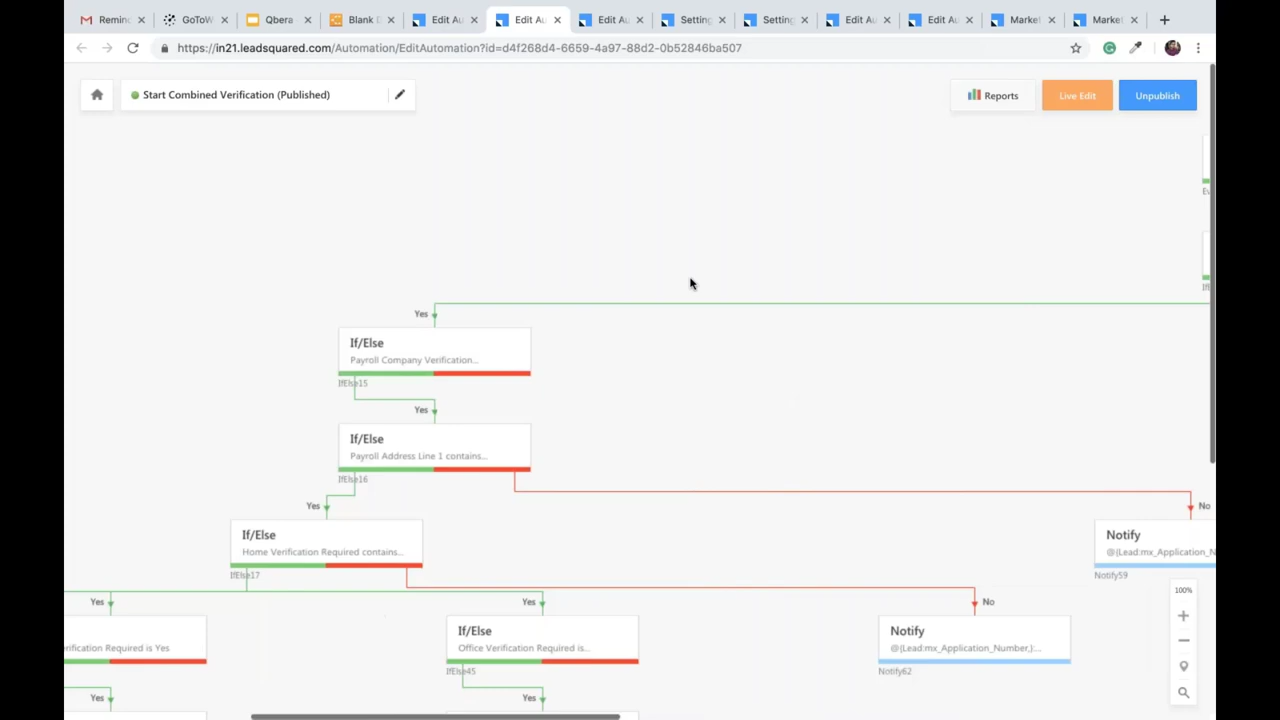 Remind
GoToW
Qbera
Blank D
Edit Au
Edit Au
Edit Au
Setting
Setting
Edit Au
Edit Au
Market
Market
https://in21.leadsquared.com/Automation/EditAutomation?id=d4f268d4-6659-4a97-88d2-0b52846ba507
Start Combined Verification (Published)
Reports
Live Edit
Unpublish
Ev
Yes
If/Else
Payroll Company Verification...
IfElse15
Yes
If/Else
Payroll Address Line 1 contains...
IfElse16
Yes
No
If/Else
Home Verification Required contains...
IfElse17
Notify
@{Lead:mx_Application_N
Notify59
100%
Yes
Yes
No
rification Required is Yes
If/Else
Office Verification Required is...
IfElse45
Notify
@{Lead:mx_Application_Number,}:...
Notify62
Yes
Yes